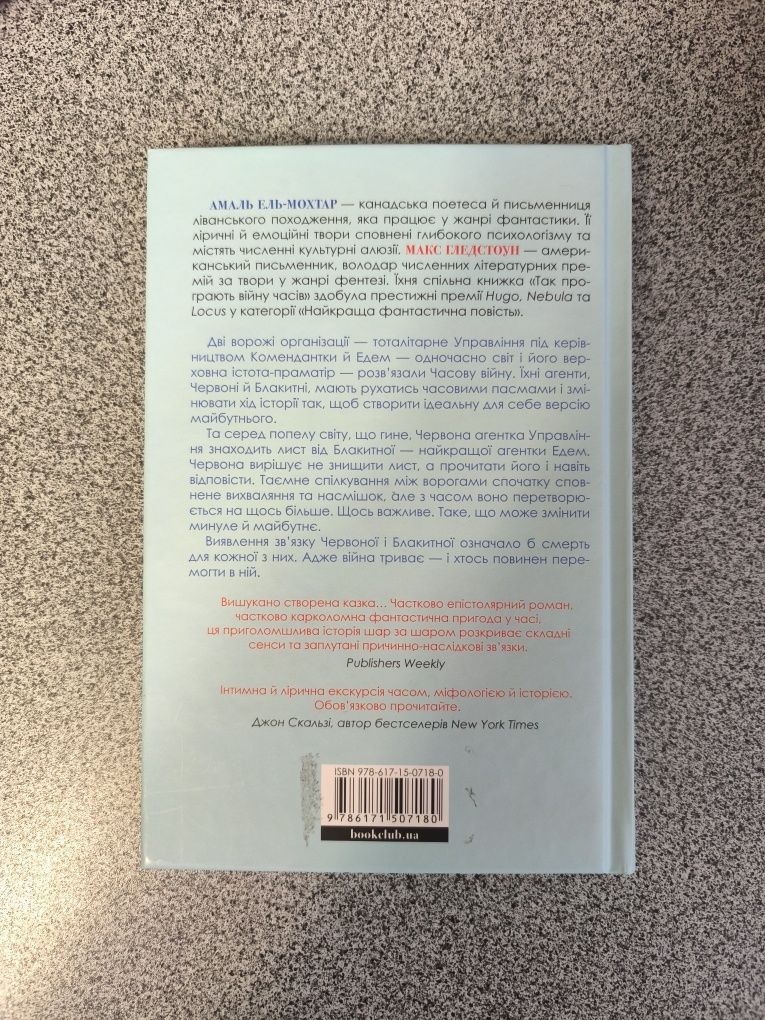 АМАЛЬ ЕЛЬ-МОХТАР — канадська поетеса й письменниця
ліванського походження, яка працює у жанрі фантастики. Її
ліричні й емоційні твори сповнені глибокого психологізму та
містять численні культурні алюзії. МАКС ҐЛЕДСТОУН — амери-
канський письменник, володар численних літературних пре-
мій за твори у жанрі фентезі. Їхня спільна книжка «Так про-
грають війну часів» здобула престижні премії Hugo, Nebula та
Locus у категорії «Найкраща фантастична повість».
Дві ворожі організації — тоталітарне Управління під керів-
ництвом Комендантки й Едем — одночасно світ і його вер-
ховна істота-праматір — розв'язали Часову війну. Їхні агенти,
Червоні й Блакитні, мають рухатись часовими пасмами і змі-
нювати хід історії так, щоб створити ідеальну для себе версію
майбутнього.
Та серед попелу світу, що гине, Червона агентка Управлін-
ня знаходить лист від Блакитної — найкращої агентки Едем.
Червона вирішує не знищити лист, а прочитати його і навіть
відповісти. Таємне спілкування між ворогами спочатку спов-
нене вихваляння та насмішок, але з часом воно перетворю-
ється на щось більше. Щось важливе. Таке, що може змінити
минуле й майбутнє.
Виявлення зв'язку Червоної і Блакитної означало б смерть
для кожної з них. Адже війна триває — і хтось повинен пере-
могти в ній.
Вишукано створена казка... Частково епістолярний роман,
частково карколомна фантастична пригода у часі,
ця приголомшлива історія шар за шаром розкриває складні
сенси та заплутані причинно-наслідкові зв'язки.
Publishers Weekly
Інтимна й лірична екскурсія часом, міфологією й історією.
Обов'язково прочитайте.
Джон Скальзі, автор бестселерів New York Times
ISBN 978-617-15-0718-0
9 786171 507180
bookclub.ua